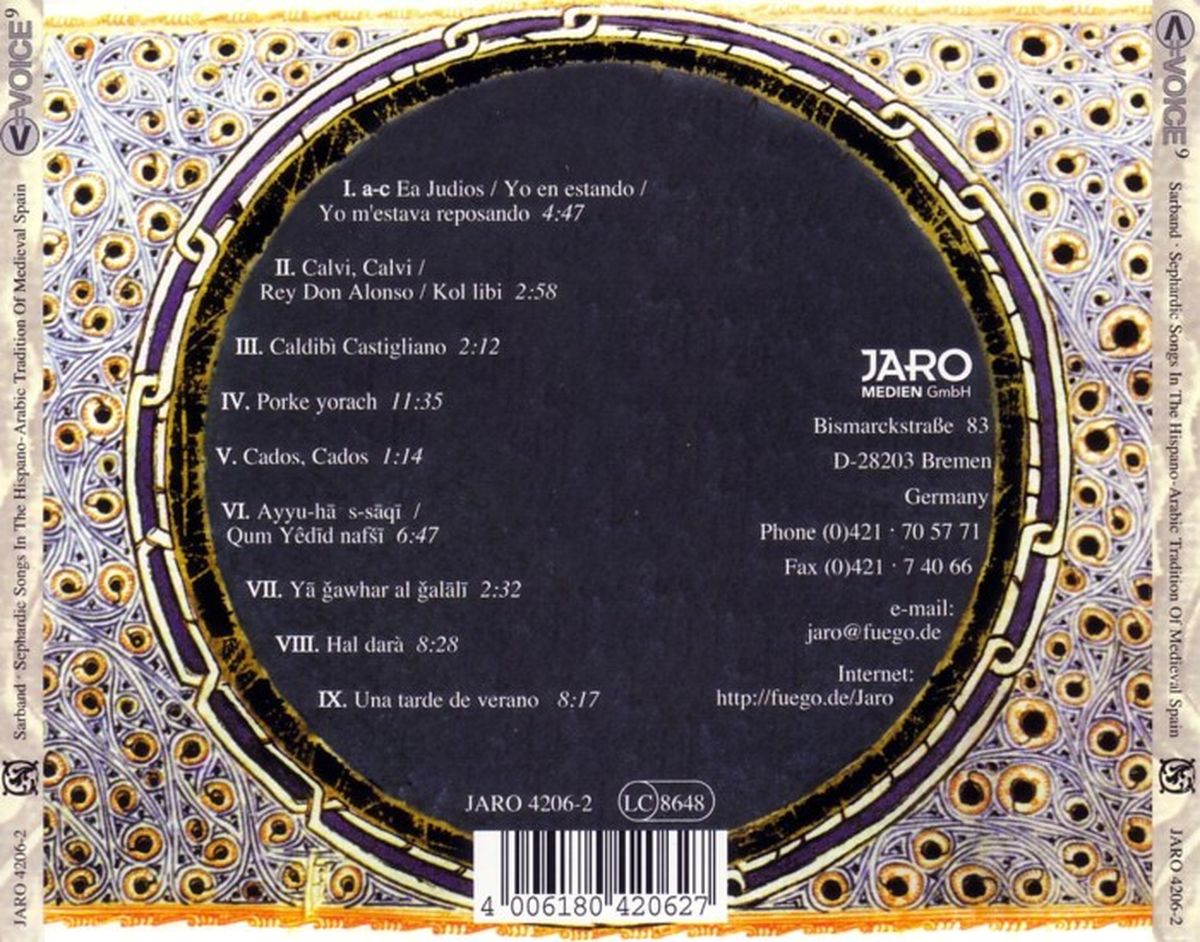 VOICE 9
Sarband · Sephardic Songs In The Hispano-Arabic Tradition Of Medieval Spain
JARO 4206-2
I. a-c Ea Judios / Yo en estando /
Yo m'estava reposando 4:47
II. Calvi, Calvi /
Rey Don Alonso / Kol libi 2:58
III. Caldibì Castigliano 2:12
IV. Porke yorach 11:35
V. Cados, Cados 1:14
VI. Ayyu-hā s-sāqī /
Qum Yêdīd nafšī 6:47
VII. Yā ğawhar al ğalālī 2:32
VIII. Hal darà 8:28
IX. Una tarde de verano 8:17
JARO
MEDIEN GmbH
Bismarckstraße 83
D-28203 Bremen
Germany
Phone (0)421 · 70 57 71
Fax (0)421 · 7 40 66
e-mail:
jaro@fuego.de
Internet:
http://fuego.de/Jaro
JARO 4206-2 LC 8648
4 006180 420627
VOICE 9
Sarband · Sephardic Songs In The Hispano-Arabic Tradition Of Medieval Spain
JARO 4206-2